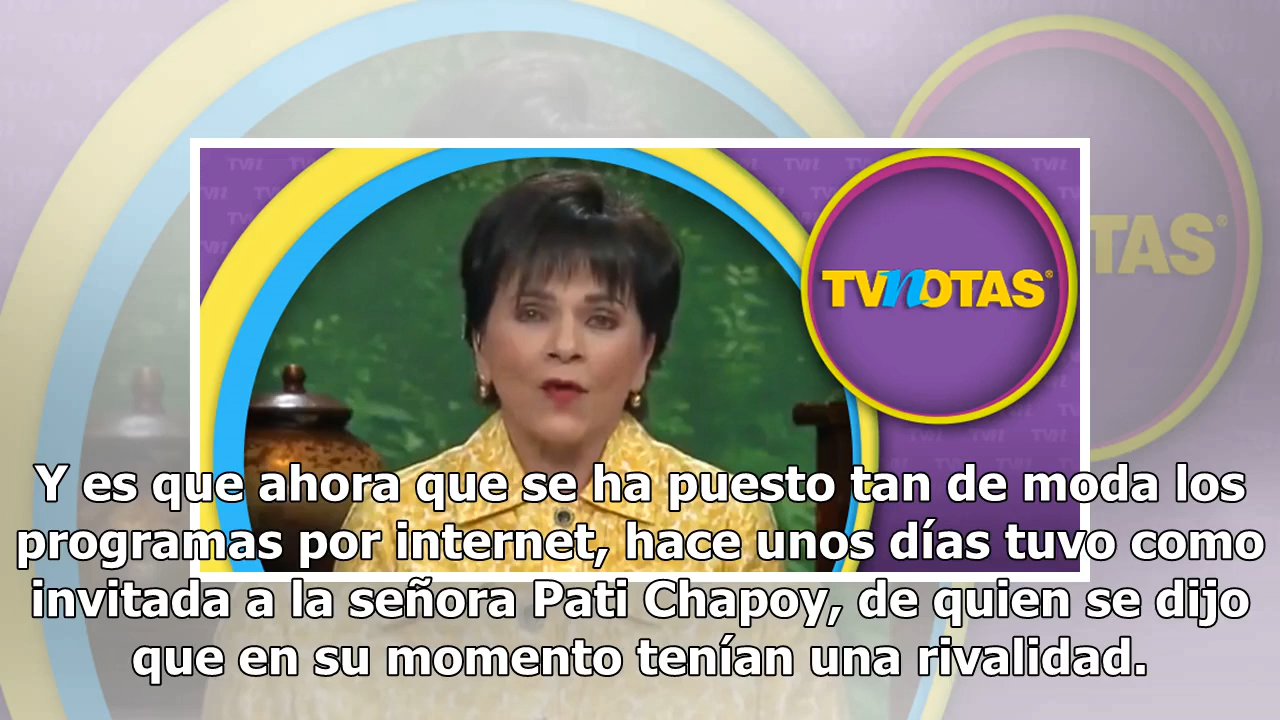 TVnOTAS®
TAS®
Y es que ahora que se ha puesto tan de moda los
programas por internet, hace unos días tuvo como
invitada a la señora Pati Chapoy, de quien se dijo
que en su momento tenían una rivalidad.